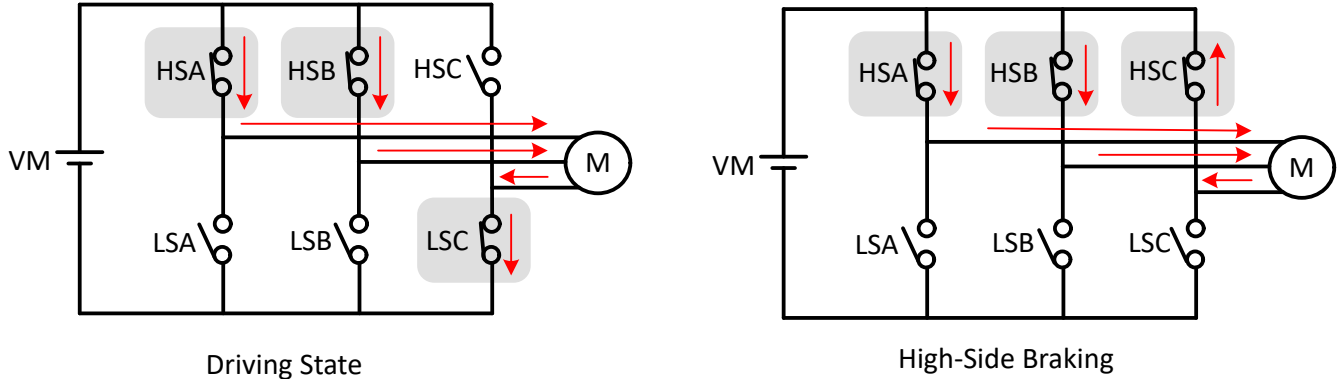 HSA HSB HSC
VM M
LSA LSB LSC
Driving State
HSA HSB HSC
VM M
LSA LSB LSC
High-Side Braking